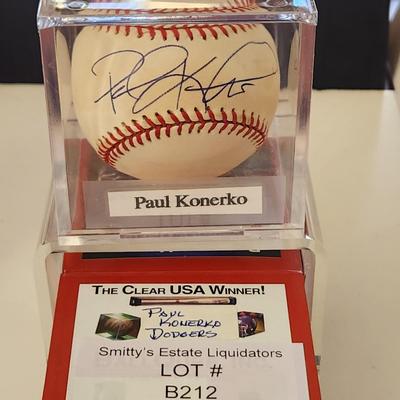 Paul Konerko
THE CLEAR USA WINNER!
PAUL
KONERKO
DODGERS
Smitty's Estate Liquidators
LOT #
B212